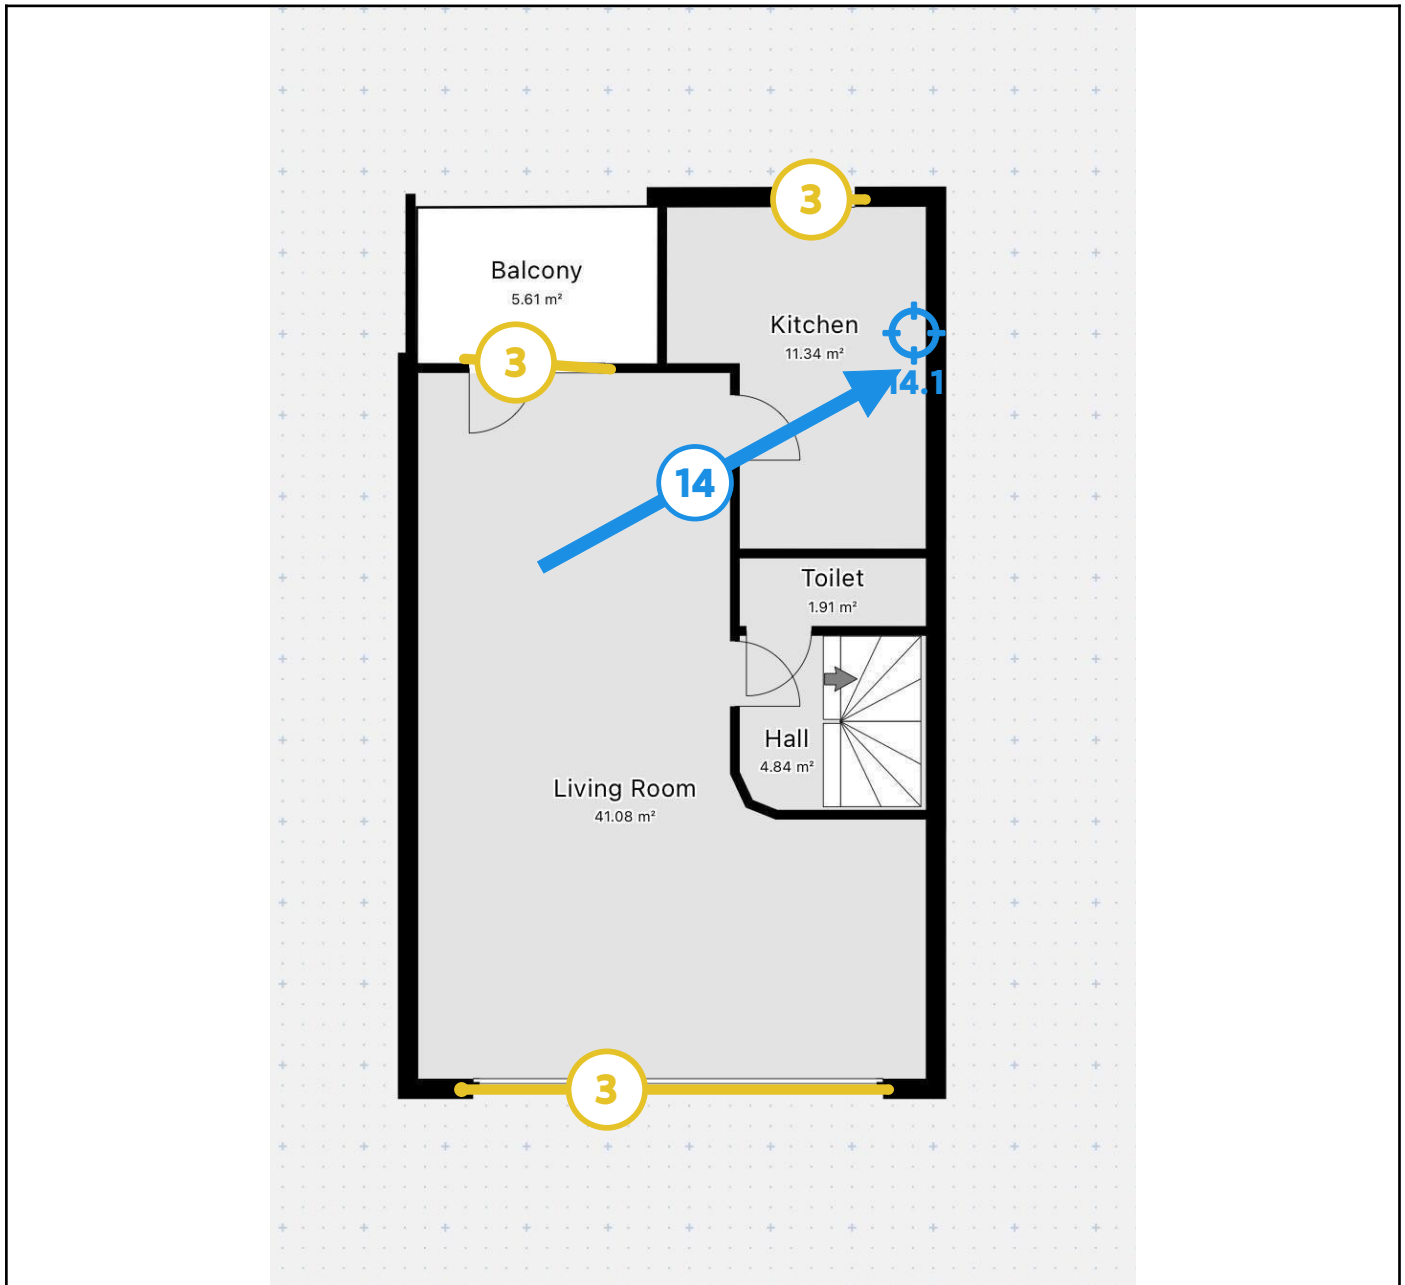 3
Balcony
5.61 m²
Kitchen
11.34 m²
3
14.1
14
Toilet
1.91 m²
Hall
4.84 m²
Living Room
41.08 m²
3